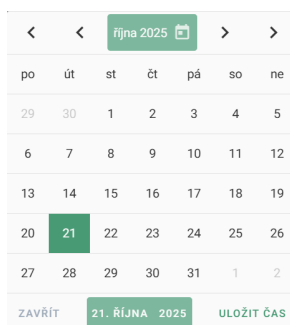 října 2025
po út st čt pá so ne
29 30 1 2 3 4 5
6 7 8 9 10 11 12
13 14 15 16 17 18 19
20 21 22 23 24 25 26
27 28 29 30 31 1 2
ZAVŘÍT 21. ŘÍJNA 2025 ULOŽIT ČAS